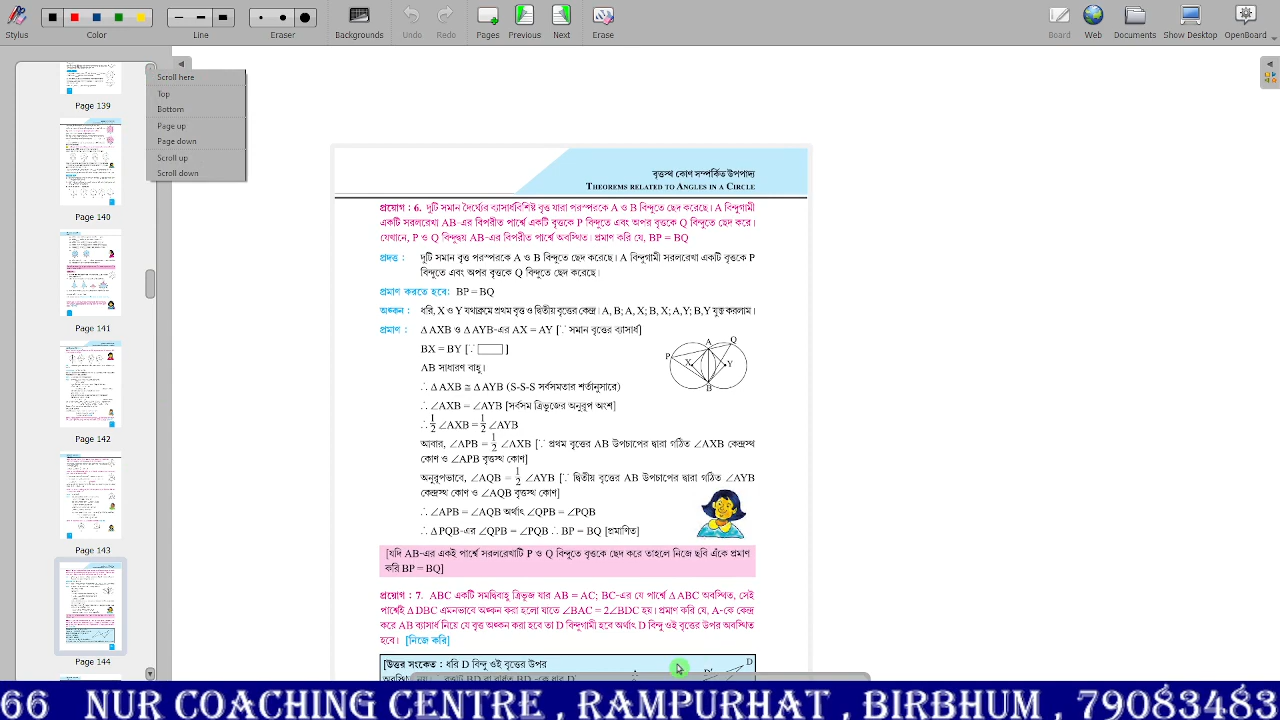 Stylus Color Line Eraser Backgrounds Undo Redo Pages Previous Next Erase Board Web Documents Show Desktop OpenBoard
Page 139
Page 140
Page 141
Page 142
Page 143
Page 144
Scroll here
Top
Bottom
Page up
Page down
Scroll up
Scroll down
বৃত্তস্থ কোণ সম্পর্কিত উপপাদ্য
THEOREMS RELATED TO ANGLES IN A CIRCLE
প্রয়োগ : 6. দুটি সমান দৈর্ঘ্যের ব্যাসার্ধবিশিষ্ট বৃত্ত যারা পরস্পরকে A ও B বিন্দুতে ছেদ করেছে। A বিন্দুগামী
একটি সরলরেখা AB-এর বিপরীত পার্শ্বে একটি বৃত্তকে P বিন্দুতে এবং অপর বৃত্তকে Q বিন্দুতে ছেদ করে।
যেখানে, P ও Q বিন্দুদ্বয় AB-এর বিপরীত পার্শ্বে অবস্থিত। প্রমাণ করি যে, BP = BQ
প্রদত্ত : দুটি সমান বৃত্ত পরস্পরকে A ও B বিন্দুতে ছেদ করেছে। A বিন্দুগামী সরলরেখা একটি বৃত্তকে P
বিন্দুতে এবং অপর বৃত্তকে Q বিন্দুতে ছেদ করেছে।
প্রমাণ করতে হবে: BP = BQ
অঙ্কন : ধরি, X ও Y যথাক্রমে প্রথম বৃত্ত ও দ্বিতীয় বৃত্তের কেন্দ্র। A, B; A, X; B, X; A,Y; B,Y যুক্ত করলাম।
প্রমাণ : Δ AXB ও Δ AYB-এর AX = AY [∵ সমান বৃত্তের ব্যাসার্ধ]
BX = BY [∵ ]
AB সাধারণ বাহু।
∴ Δ AXB ≅ Δ AYB (S-S-S সর্বসমতার শর্তানুসারে)
∴ ∠AXB = ∠AYB [সর্বসম ত্রিভুজের অনুরূপ অংশ]
∴ 1/2 ∠AXB = 1/2 ∠AYB
আবার, ∠APB = 1/2 ∠AXB [∵ প্রথম বৃত্তের AB উপচাপের দ্বারা গঠিত ∠AXB কেন্দ্রস্থ
কোণ ও ∠APB বৃত্তস্থ কোণ]
অনুরূপভাবে, ∠AQB = 1/2 ∠AYB [∵ দ্বিতীয় বৃত্তের AB উপচাপের দ্বারা গঠিত ∠AYB
কেন্দ্রস্থ কোণ ও ∠AQB বৃত্তস্থ কোণ]
∴ ∠APB = ∠AQB অর্থাৎ ∠QPB = ∠PQB
∴ Δ PQB-এর ∠QPB = ∠PQB ∴ BP = BQ [প্রমাণিত]
P A Q X Y B
[যদি AB-এর একই পার্শ্বে সরলরেখাটি P ও Q বিন্দুতে বৃত্তকে ছেদ করে তাহলে নিজে ছবি এঁকে প্রমাণ
করি BP = BQ]
প্রয়োগ : 7. ABC একটি সমদ্বিবাহু ত্রিভুজ যার AB = AC; BC-এর যে পার্শ্বে Δ ABC অবস্থিত, সেই
পার্শ্বেই Δ DBC এমনভাবে অঙ্কন করা হলো যে ∠BAC = 2∠BDC হয়। প্রমাণ করি যে, A-কে কেন্দ্র
করে AB ব্যাসার্ধ নিয়ে যে বৃত্ত অঙ্কন করা হয় তা D বিন্দুগামী হবে অর্থাৎ D বিন্দু ওই বৃত্তের উপর অবস্থিত
হবে। [নিজে করি]
[উত্তর সংকেত : ধরি D বিন্দু ওই বৃত্তের উপর
D
66 NUR COACHING CENTRE , RAMPURHAT , BIRBHUM , 79083483